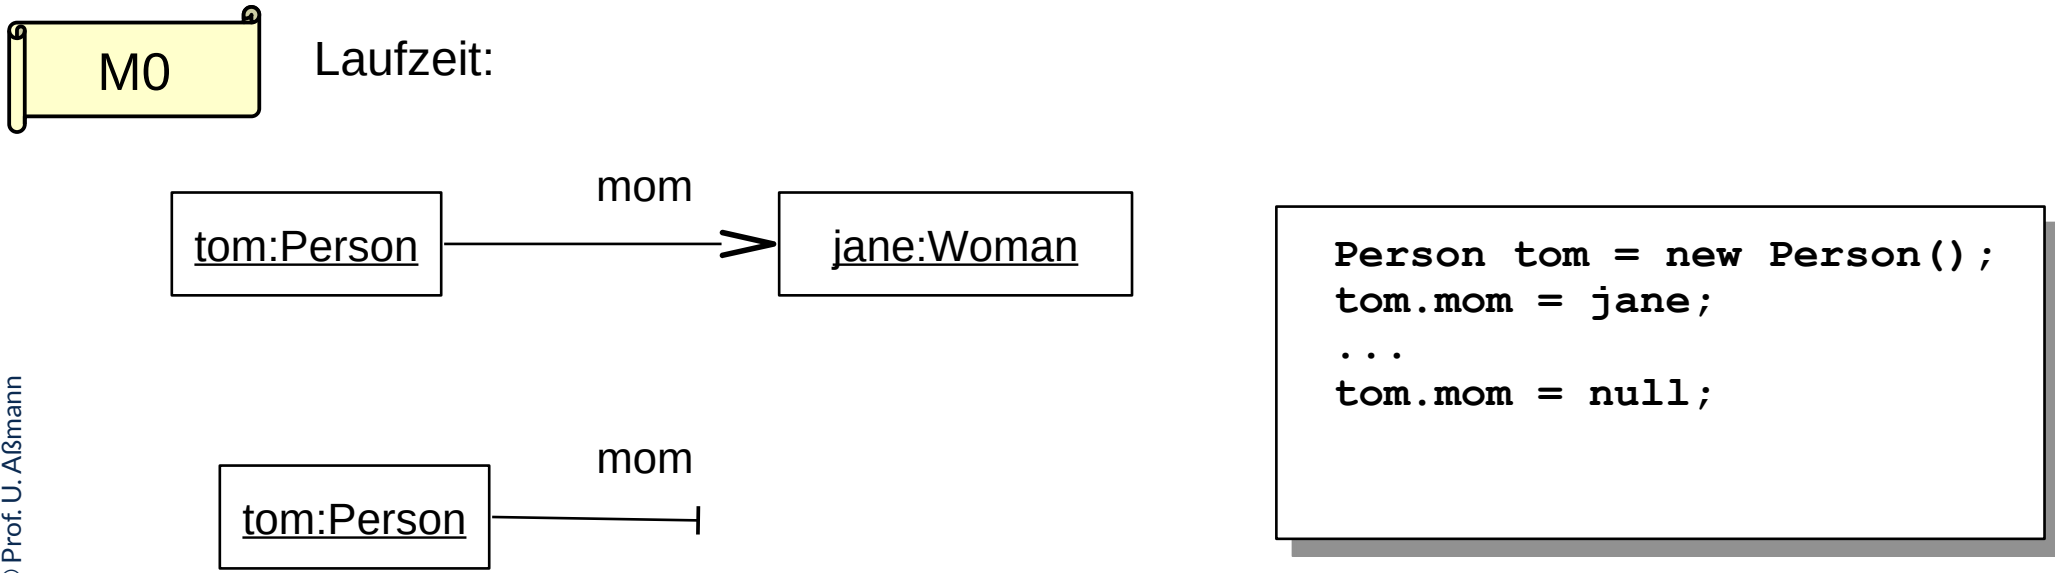 M0
Laufzeit:
mom
tom:Person
jane:Woman
Person tom = new Person();
tom.mom = jane;
...
tom.mom = null;
mom
tom:Person
© Prof. U. Aßmann